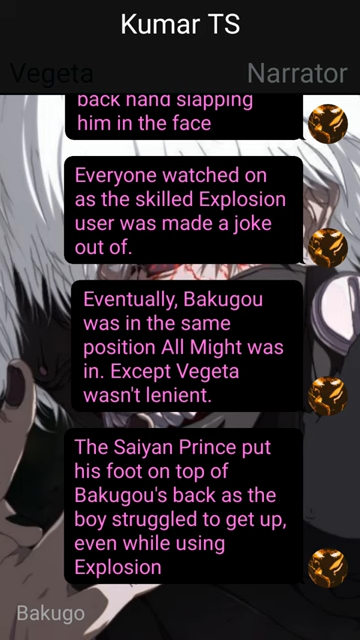 Kumar TS
Vegeta
Narrator
back hand slapping
him in the face
Everyone watched on
as the skilled Explosion
user was made a joke
out of.
Eventually, Bakugou
was in the same
position All Might was
in. Except Vegeta
wasn't lenient.
The Saiyan Prince put
his foot on top of
Bakugou's back as the
boy struggled to get up,
even while using
Explosion
Bakugo